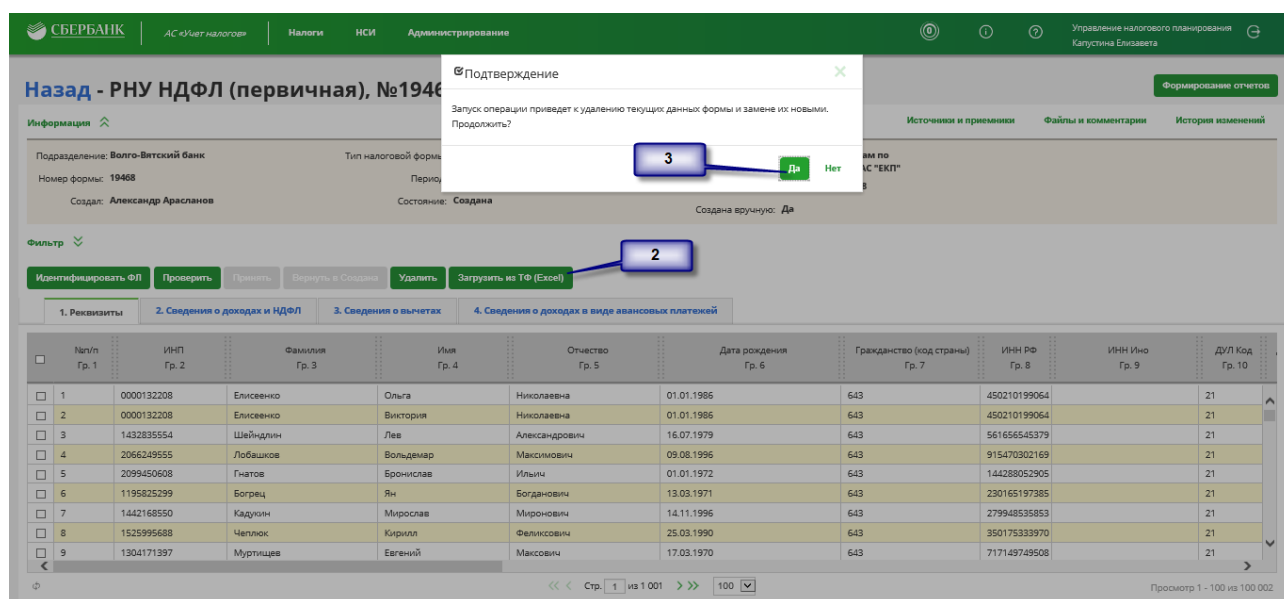 СБЕРБАНК
АС «Учет налогов»
Налоги НСИ Администрирование
Управление налогового планирования
Капустина Елизавета
Назад - РНУ НДФЛ (первичная), №1946
Формирование отчетов
Подтверждение
Запуск операции приведет к удалению текущих данных формы и замене их новыми.
Продолжить?
3
Да Нет
Информация
Источники и приемники Файлы и комментарии История изменений
Подразделение: Волго-Вятский банк Тип налоговой формы
АС "ЕКП"
Номер формы: 19468 Период
Создал: Александр Арасланов Состояние: Создана
Создана вручную: Да
Фильтр
2
Идентифицировать ФЛ Проверить Принять Вернуть в Создана Удалить Загрузить из ТФ (Excel)
1. Реквизиты 2. Сведения о доходах и НДФЛ 3. Сведения о вычетах 4. Сведения о доходах в виде авансовых платежей
№п/п ИНП Фамилия Имя Отчество Дата рождения Гражданство (код страны) ИНН РФ ИНН Ино ДУЛ Код
Гр. 1 Гр. 2 Гр. 3 Гр. 4 Гр. 5 Гр. 6 Гр. 7 Гр. 8 Гр. 9 Гр. 10
1 0000132208 Елисеенко Ольга Николаевна 01.01.1986 643 450210199064 21
2 0000132208 Елисеенко Виктория Николаевна 01.01.1986 643 450210199064 21
3 1432835554 Шейндлин Лев Александрович 16.07.1979 643 561656545379 21
4 2066249555 Лобашков Вольдемар Максимович 09.08.1996 643 915470302169 21
5 2099450608 Гнатов Бронислав Ильич 01.01.1972 643 144288052905 21
6 1195825299 Богрец Ян Богданович 13.03.1971 643 230165197385 21
7 1442168550 Кадукин Мирослав Миронович 14.11.1996 643 279948535853 21
8 1525995688 Чеплюк Кирилл Феликсович 25.03.1990 643 350175333970 21
9 1304171397 Муртищев Евгений Максович 17.03.1970 643 717149749508 21
Стр. 1 из 1 001 100
Просмотр 1 - 100 из 100 002